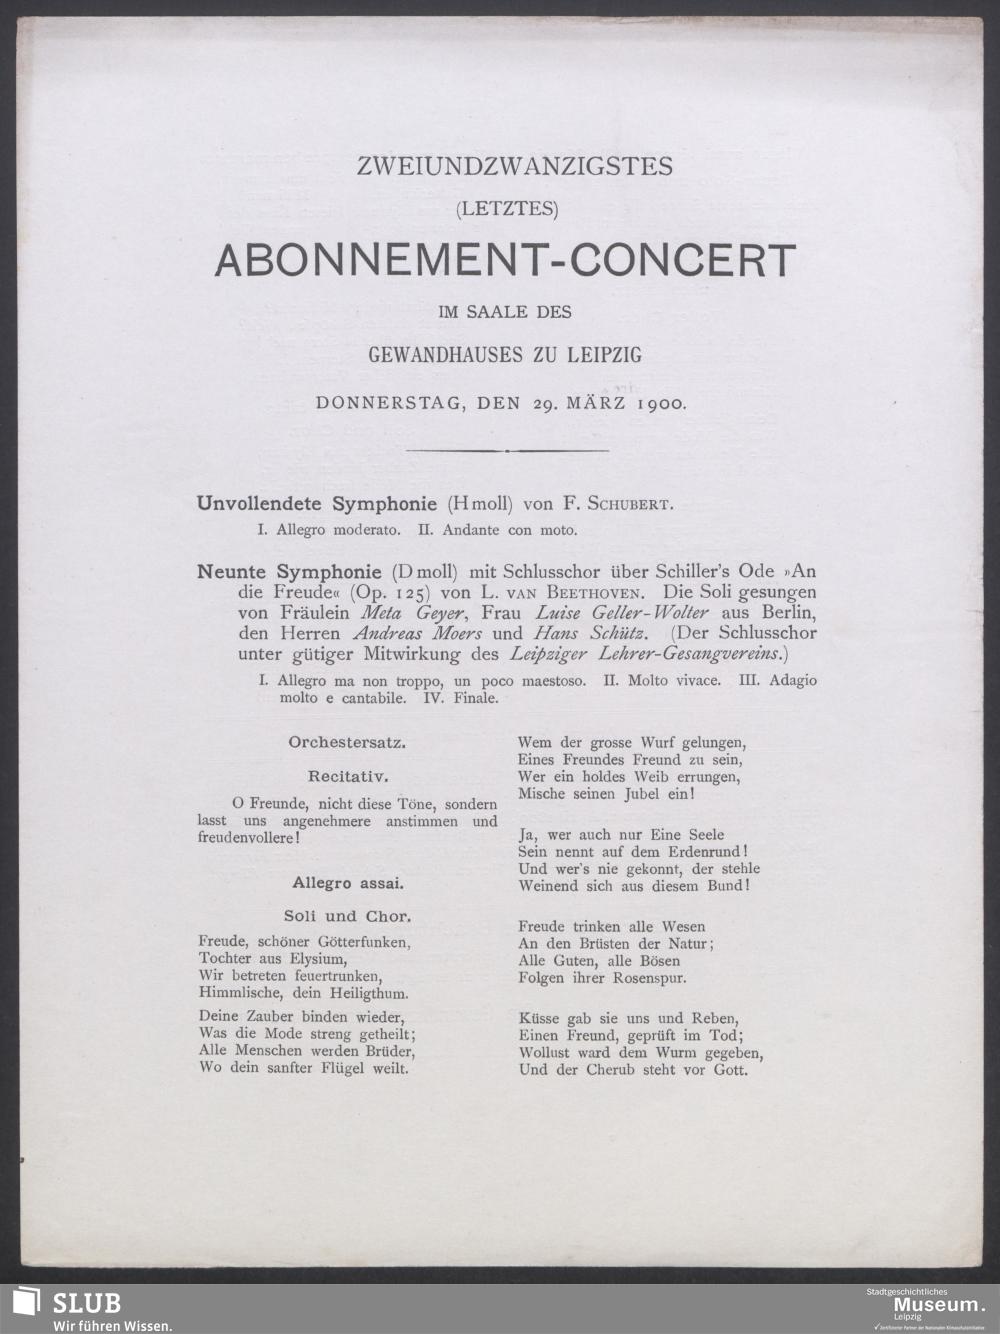 ZWEIUNDZWANZIGSTES
(LETZTES)
ABONNEMENT-CONCERT
IM SAALE DES
GEWANDHAUSES ZU LEIPZIG
DONNERSTAG, DEN 29. MÄRZ 1900.
Unvollendete Symphonie (H moll) von F. SCHUBERT.
I. Allegro moderato. II. Andante con moto.
Neunte Symphonie (D moll) mit Schlusschor über Schiller's Ode »An
die Freude« (Op. 125) von L. VAN BEETHOVEN. Die Soli gesungen
von Fräulein Meta Geyer, Frau Luise Geller-Wolter aus Berlin,
den Herren Andreas Moers und Hans Schütz. (Der Schlusschor
unter gütiger Mitwirkung des Leipziger Lehrer-Gesangvereins.)
I. Allegro ma non troppo, un poco maestoso. II. Molto vivace. III. Adagio
molto e cantabile. IV. Finale.
Orchestersatz.
Recitativ.
O Freunde, nicht diese Töne, sondern
lasst uns angenehmere anstimmen und
freudenvollere!
Allegro assai.
Soli und Chor.
Freude, schöner Götterfunken,
Tochter aus Elysium,
Wir betreten feuertrunken,
Himmlische, dein Heiligthum.
Deine Zauber binden wieder,
Was die Mode streng getheilt;
Alle Menschen werden Brüder,
Wo dein sanfter Flügel weilt.
Wem der grosse Wurf gelungen,
Eines Freundes Freund zu sein,
Wer ein holdes Weib errungen,
Mische seinen Jubel ein!
Ja, wer auch nur Eine Seele
Sein nennt auf dem Erdenrund!
Und wer's nie gekonnt, der stehle
Weinend sich aus diesem Bund!
Freude trinken alle Wesen
An den Brüsten der Natur;
Alle Guten, alle Bösen
Folgen ihrer Rosenspur.
Küsse gab sie uns und Reben,
Einen Freund, geprüft im Tod;
Wollust ward dem Wurm gegeben,
Und der Cherub steht vor Gott.
SLUB
Wir führen Wissen.
Stadtgeschichtliches
Museum.
Leipzig
Zertifizierter Partner der Nationalen Klimaschutzinitiative